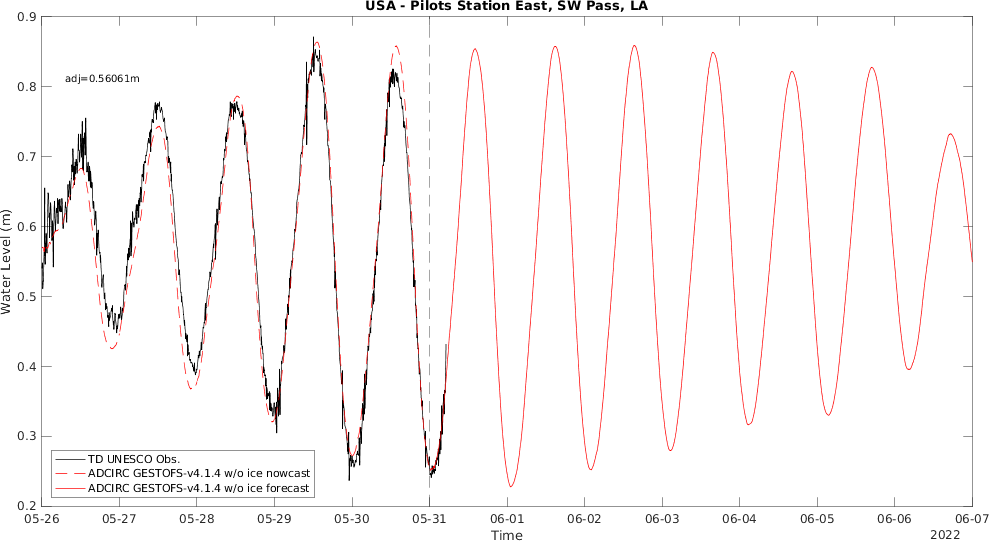 USA - Pilots Station East, SW Pass, LA
adj=0.56061m
Water Level (m)
0.9
0.8
0.7
0.6
0.5
0.4
0.3
0.2
TD UNESCO Obs.
ADCIRC GESTOFS-v4.1.4 w/o ice nowcast
ADCIRC GESTOFS-v4.1.4 w/o ice forecast
05-26 05-27 05-28 05-29 05-30 05-31 06-01 06-02 06-03 06-04 06-05 06-06 06-07
Time
2022